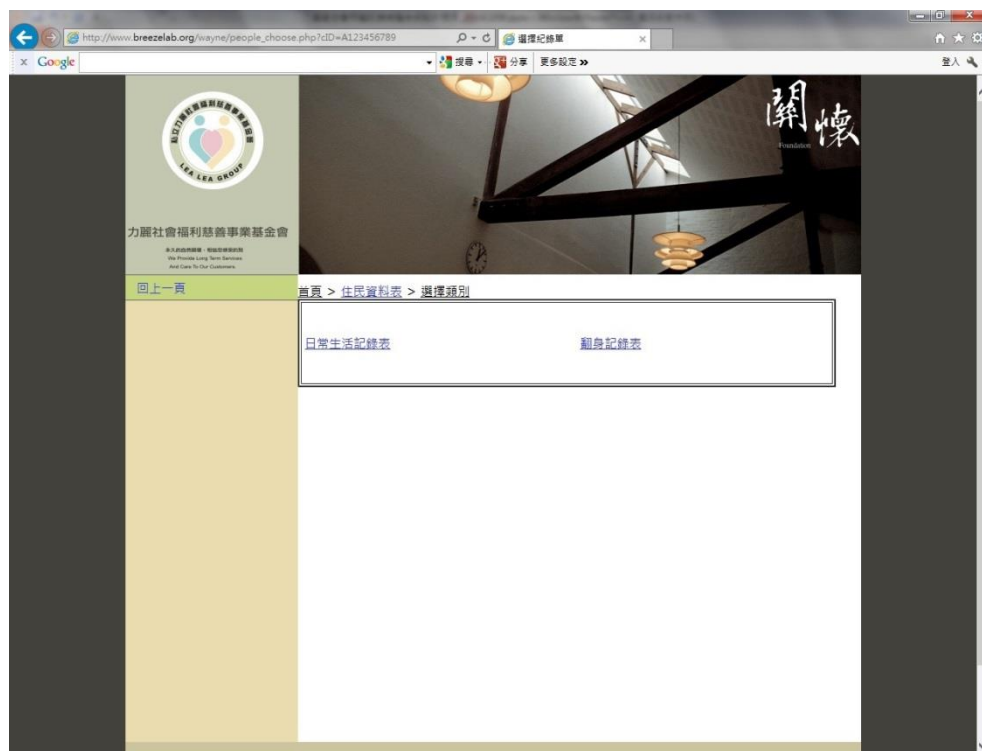 http://www.breezelab.org/wayne/people_choose.php?cID=A123456789
選擇紀錄單
x Google
搜尋
分享
更多設定 »
登入
LEA LEA GROUP
關懷
Foundation
力麗社會福利慈善事業基金會
We Provide Long Term Services
And Care To Our Customers
回上一頁
首頁 > 住民資料表 > 選擇類別
日常生活記錄表
翻身記錄表